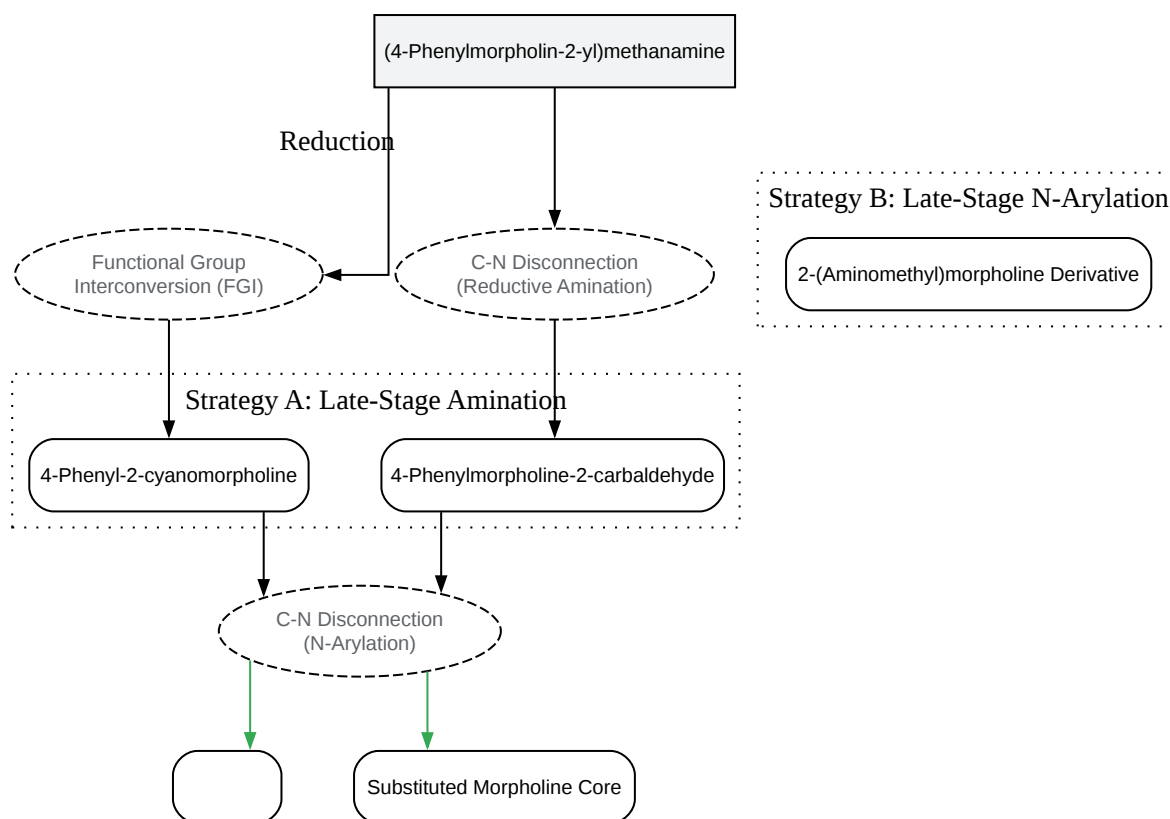 (4-Phenylmorpholin-2-yl)methanamine
Reduction
Strategy B: Late-Stage N-Arylation
2-(Aminomethyl)morpholine Derivative
Functional Group
Interconversion (FGI)
C-N Disconnection
(Reductive Amination)
Strategy A: Late-Stage Amination
4-Phenyl-2-cyanomorpholine
4-Phenylmorpholine-2-carbaldehyde
C-N Disconnection
(N-Arylation)
Substituted Morpholine Core